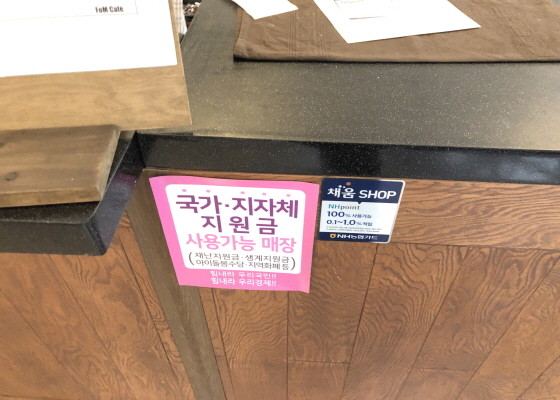 FoM Cafe
국가·지자체
지원금
사용가능 매장
(재난지원금·생계지원금
아이돌봄수당·지역화폐등)
힘내라 우리국민!!
힘내라 우리경제!!
채움 SHOP
NHpoint
100% 사용가능
0.1~1.0% 적립
NH농협카드